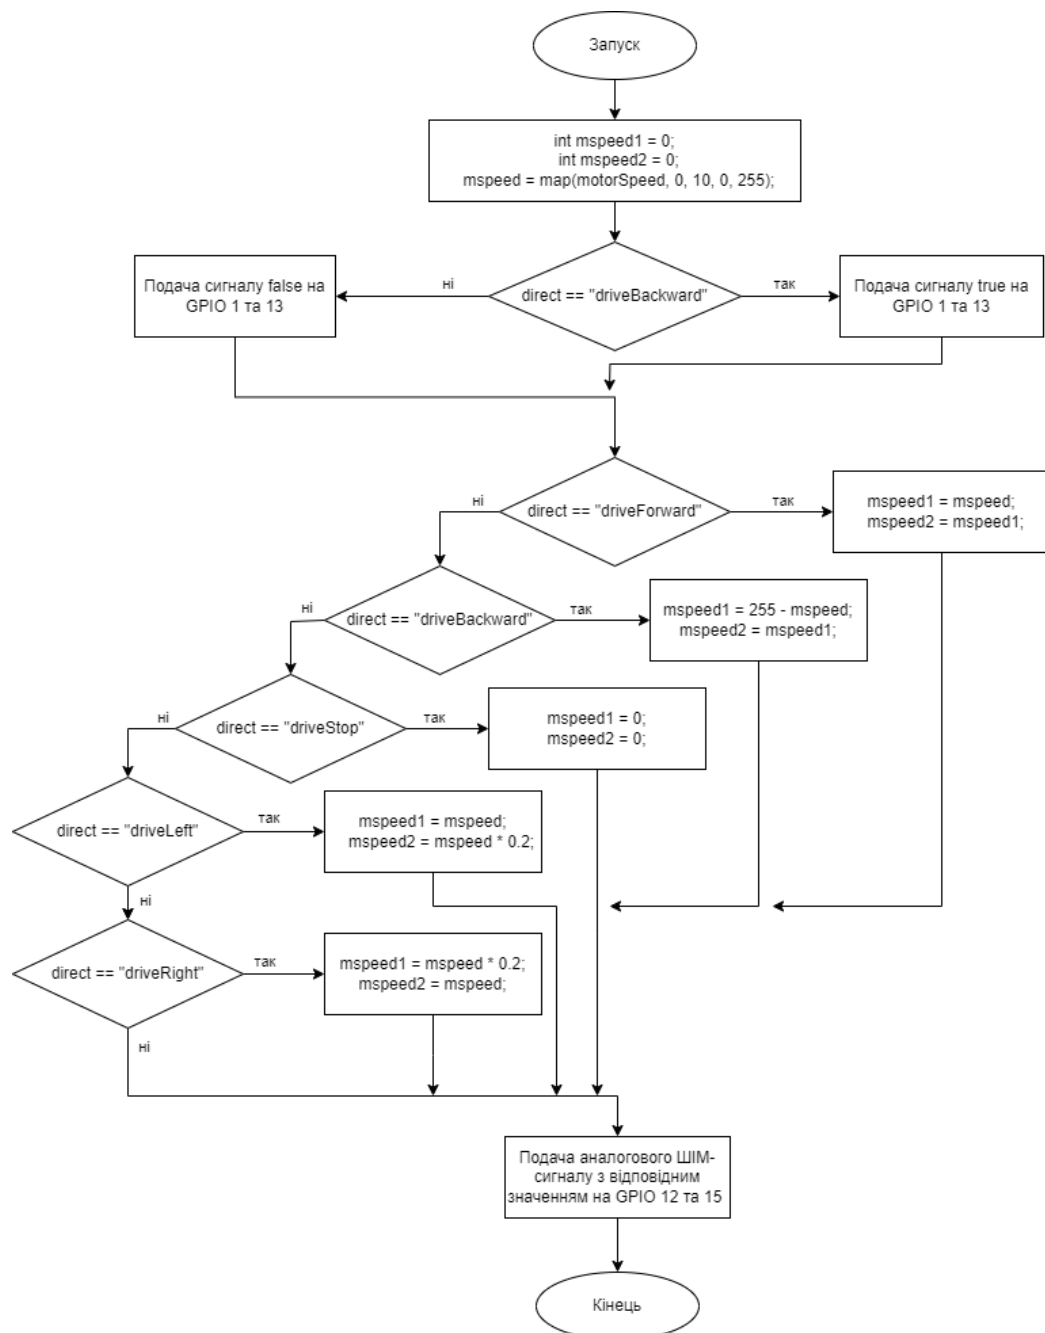 Запуск
int mspeed1 = 0;
int mspeed2 = 0;
mspeed = map(motorSpeed, 0, 10, 0, 255);
Подача сигналу false на
GPIO 1 та 13
ні
direct == "driveBackward"
так
Подача сигналу true на
GPIO 1 та 13
ні
direct == "driveForward"
так
mspeed1 = mspeed;
mspeed2 = mspeed1;
ні
direct == "driveBackward"
так
mspeed1 = 255 - mspeed;
mspeed2 = mspeed1;
ні
direct == "driveStop"
так
mspeed1 = 0;
mspeed2 = 0;
direct == "driveLeft"
так
mspeed1 = mspeed;
mspeed2 = mspeed * 0.2;
ні
direct == "driveRight"
так
mspeed1 = mspeed * 0.2;
mspeed2 = mspeed;
ні
Подача аналогового ШІМ-
сигналу з відповідним
значенням на GPIO 12 та 15
Кінець